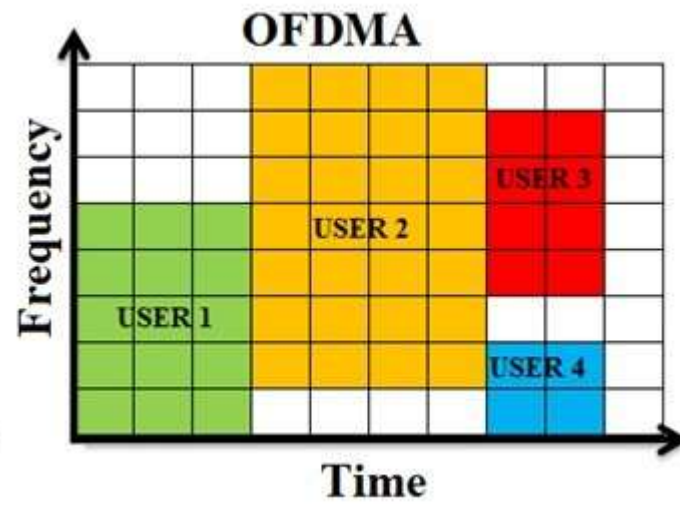 OFDMA
Frequency
USER 1
USER 2
USER 3
USER 4
Time